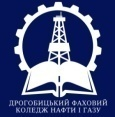 ДРОГОБИЦЬКИЙ ФАХОВИЙ
КОЛЕДЖ НАФТИ І ГАЗУ